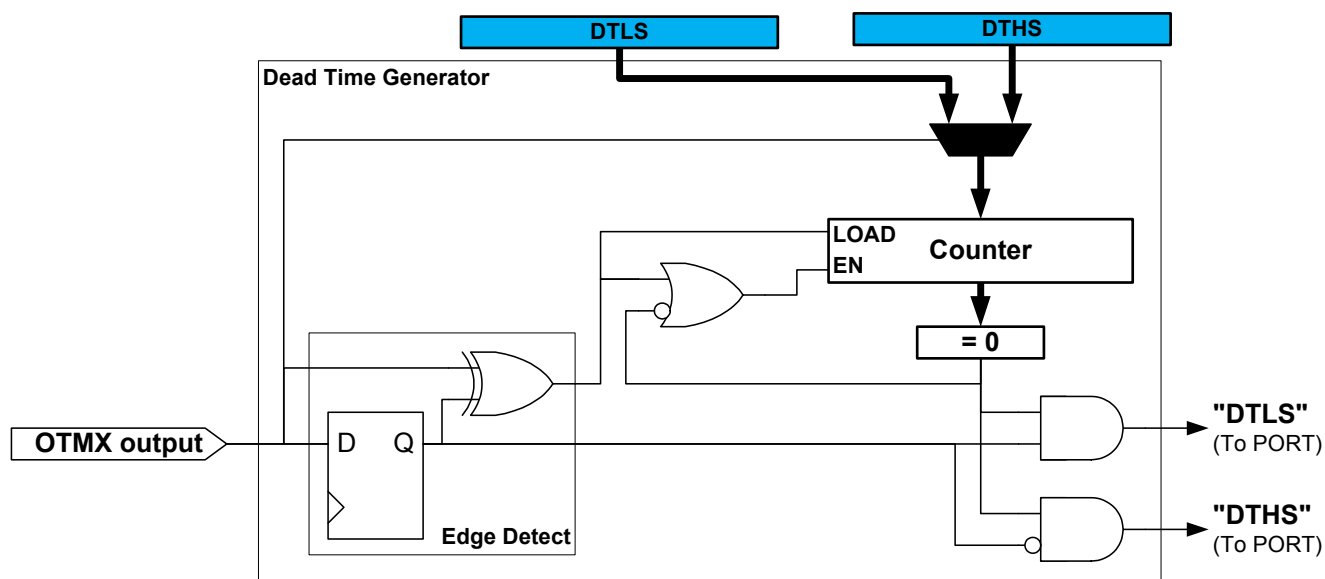 DTLS
DTHS
Dead Time Generator
LOAD
EN
Counter
= 0
OTMX output
D
Q
Edge Detect
"DTLS"
(To PORT)
"DTHS"
(To PORT)